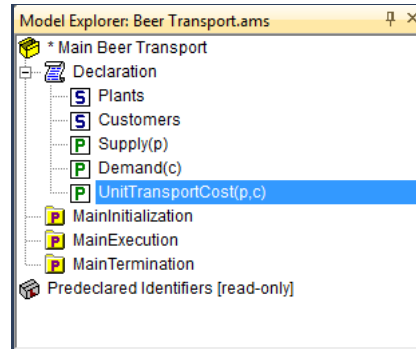 Model Explorer: Beer Transport.ams
* Main Beer Transport
Declaration
S Plants
S Customers
P Supply(p)
P Demand(c)
P UnitTransportCost(p,c)
P MainInitialization
P MainExecution
P MainTermination
Predeclared Identifiers [read-only]